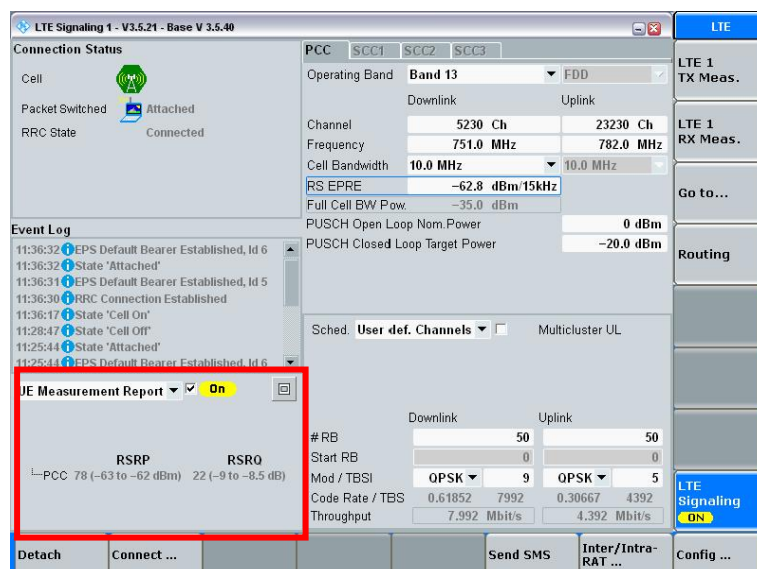 LTE Signaling 1 - V3.5.21 - Base V 3.5.40
LTE
Connection Status
Cell
Packet Switched Attached
RRC State Connected
PCC SCC1 SCC2 SCC3
Operating Band Band 13 FDD
Downlink Uplink
Channel 5230 Ch 23230 Ch
Frequency 751.0 MHz 782.0 MHz
Cell Bandwidth 10.0 MHz 10.0 MHz
RS EPRE -62.8 dBm/15kHz
Full Cell BW Pow. -35.0 dBm
PUSCH Open Loop Nom.Power 0 dBm
PUSCH Closed Loop Target Power -20.0 dBm
Event Log
11:36:32 EPS Default Bearer Established, Id 6
11:36:32 State 'Attached'
11:36:31 EPS Default Bearer Established, Id 5
11:36:30 RRC Connection Established
11:36:17 State 'Cell On'
11:28:47 State 'Cell Off'
11:25:44 State 'Attached'
11:25:44 EPS Default Bearer Established, Id 6
UE Measurement Report On
RSRP RSRQ
PCC 78 (-63 to -62 dBm) 22 (-9 to -8.5 dB)
Sched. User def. Channels Multicluster UL
Downlink Uplink
# RB 50 50
Start RB 0 0
Mod / TBSI QPSK 9 QPSK 5
Code Rate / TBS 0.61852 7992 0.30667 4392
Throughput 7.992 Mbit/s 4.392 Mbit/s
LTE 1
TX Meas.
LTE 1
RX Meas.
Go to...
Routing
LTE
Signaling
ON
Detach
Connect ...
Send SMS
Inter/Intra-
RAT ...
Config ...